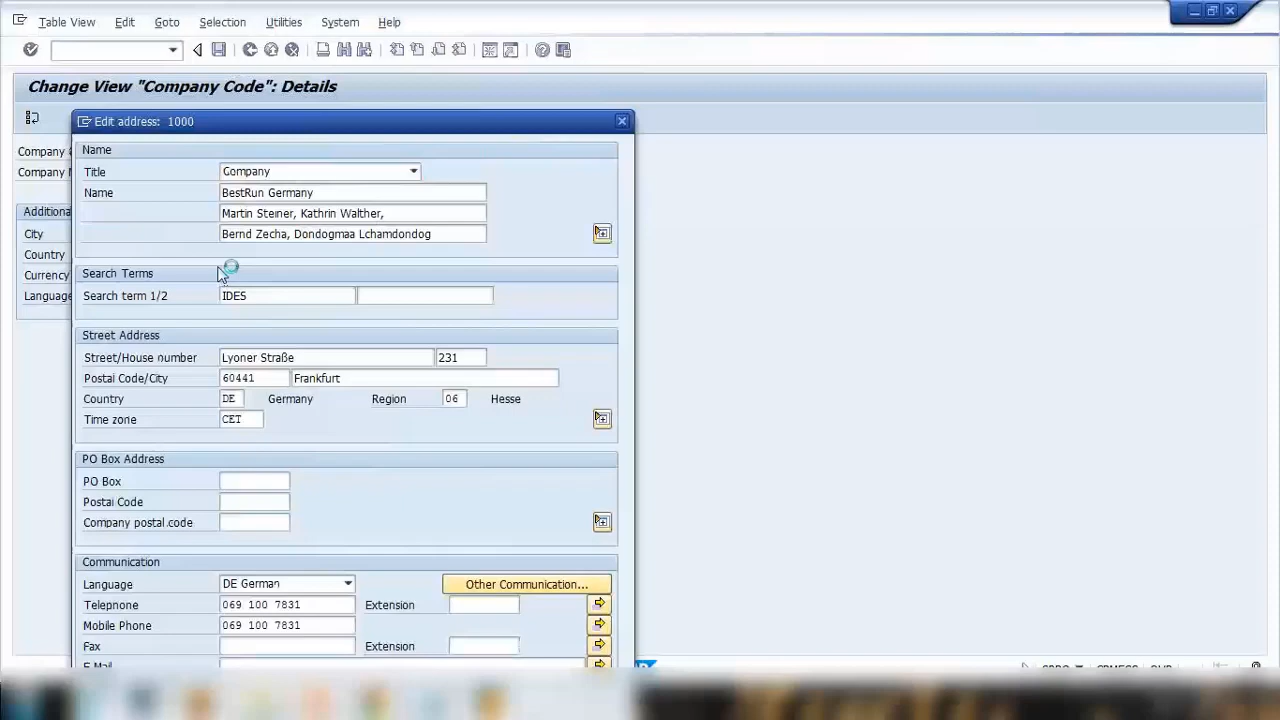 Table View Edit Goto Selection Utilities System Help
Change View "Company Code": Details
Edit address: 1000
Company
Company
Additiona
City
Country
Currency
Language
Name
Title Company
Name BestRun Germany
Martin Steiner, Kathrin Walther,
Bernd Zecha, Dondogmaa Lchamdondog
Search Terms
Search term 1/2 IDES
Street Address
Street/House number Lyoner Straße 231
Postal Code/City 60441 Frankfurt
Country DE Germany Region 06 Hesse
Time zone CET
PO Box Address
PO Box
Postal Code
Company postal code
Communication
Language DE German Other Communication...
Telephone 069 100 7831 Extension
Mobile Phone 069 100 7831
Fax Extension
E-Mail